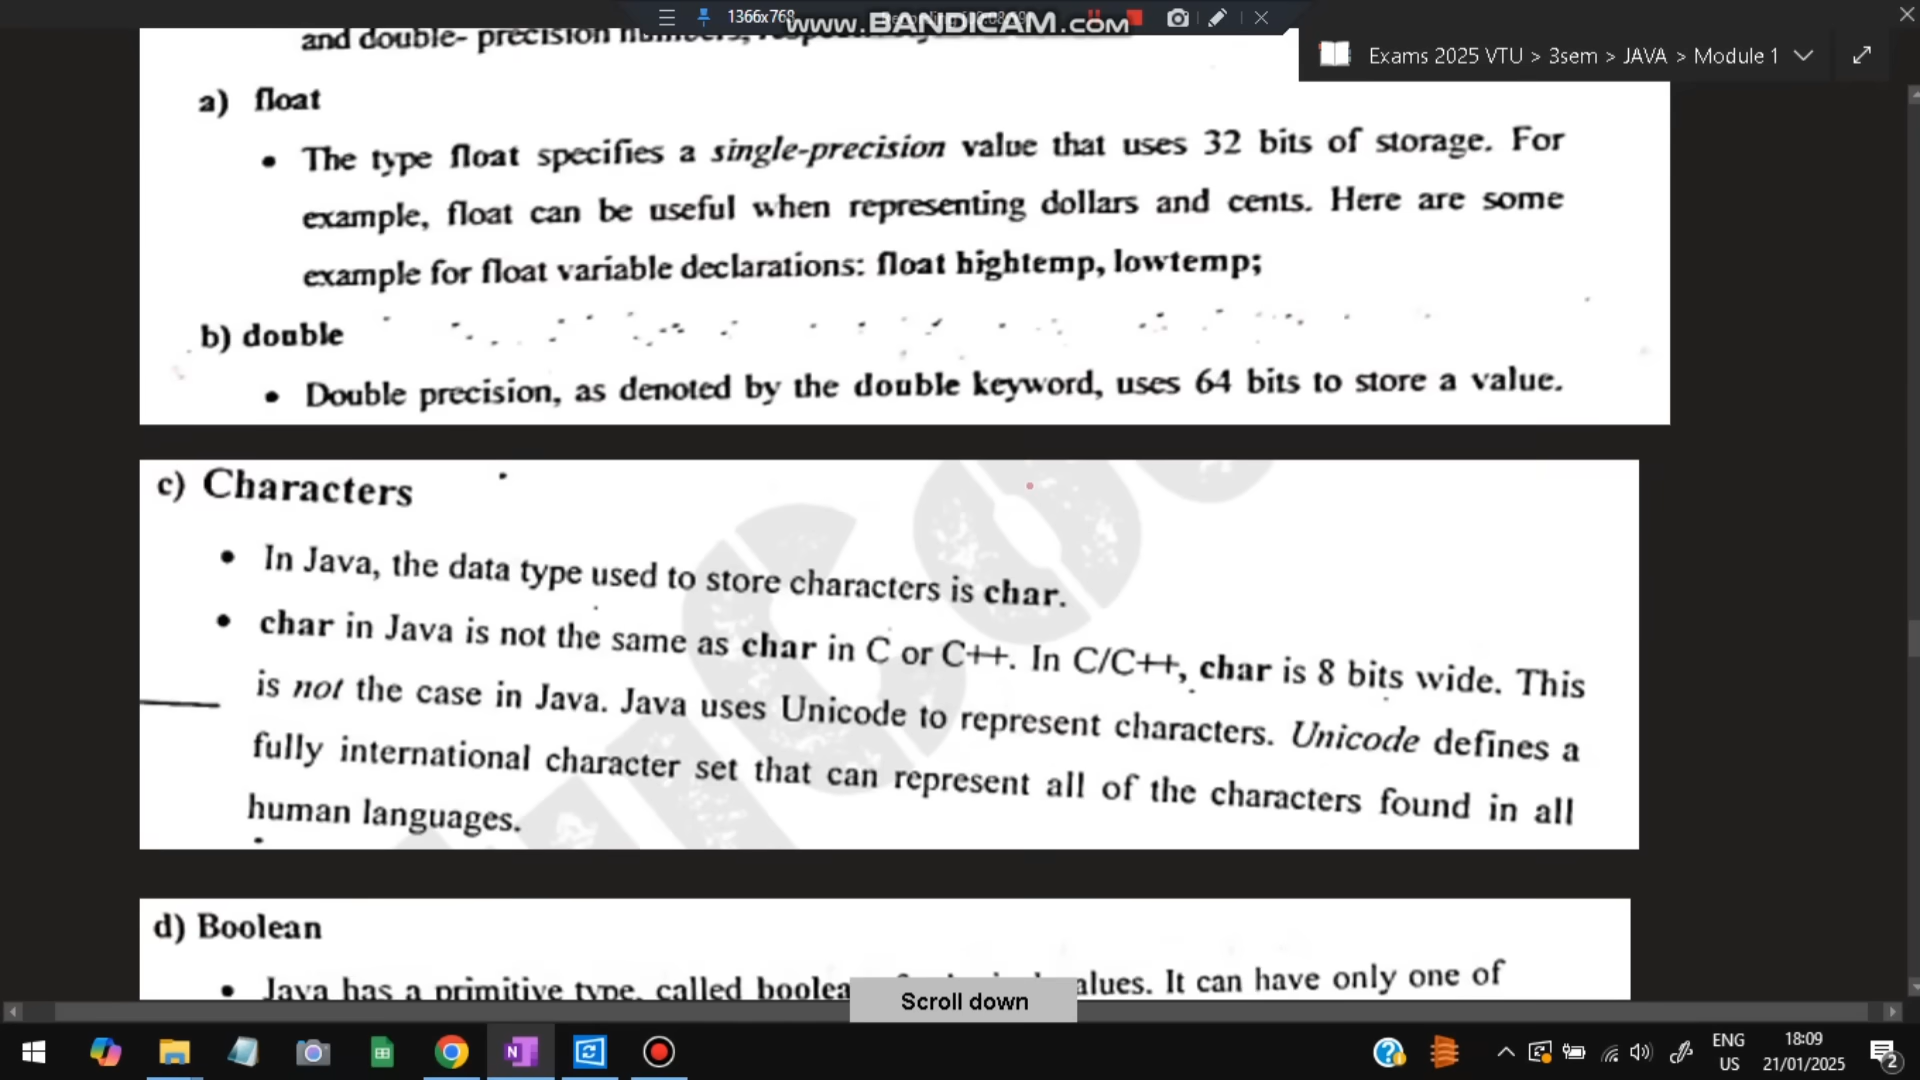 1366x768
www.BANDICAM.COM
and double- precision numbers,
Exams 2025 VTU > 3sem > JAVA > Module 1
a) float
• The type float specifies a single-precision value that uses 32 bits of storage. For
example, float can be useful when representing dollars and cents. Here are some
example for float variable declarations: float hightemp, lowtemp;
b) double
• Double precision, as denoted by the double keyword, uses 64 bits to store a value.
c) Characters
• In Java, the data type used to store characters is char.
• char in Java is not the same as char in C or C++. In C/C++, char is 8 bits wide. This
is not the case in Java. Java uses Unicode to represent characters. Unicode defines a
fully international character set that can represent all of the characters found in all
human languages.
d) Boolean
• Java has a primitive type, called boolea alues. It can have only one of
Scroll down
ENG
US
18:09
21/01/2025
2